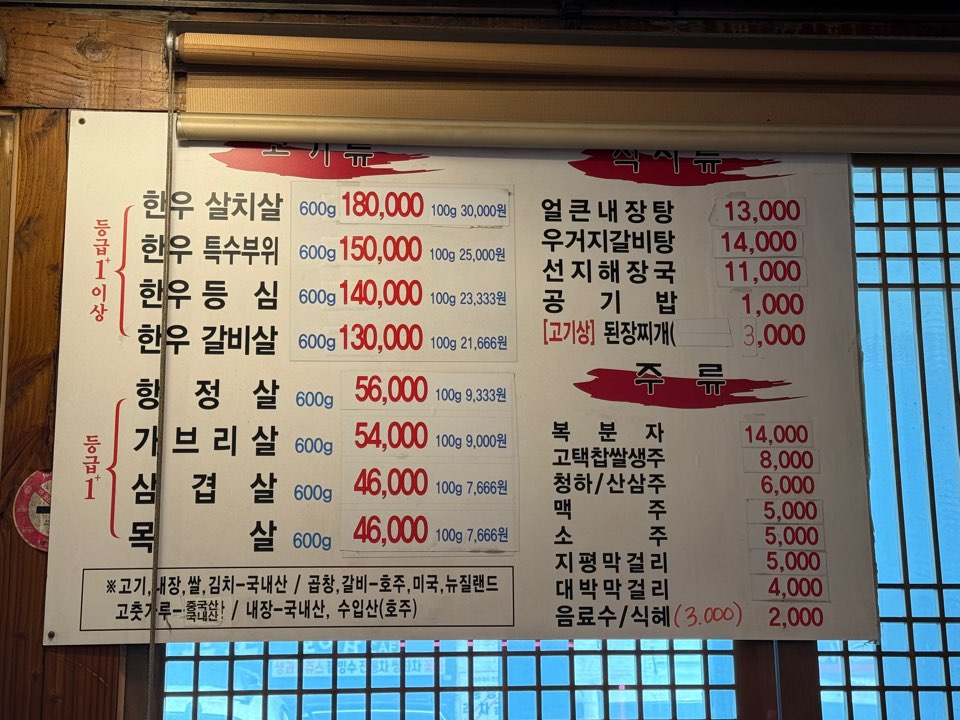 고기류
등급 1+ 이상
한우 살치살 600g 180,000 100g 30,000원
한우 특수부위 600g 150,000 100g 25,000원
한우 등심 600g 140,000 100g 23,333원
한우 갈비살 600g 130,000 100g 21,666원
등급 1+
항정살 600g 56,000 100g 9,333원
가브리살 600g 54,000 100g 9,000원
삼겹살 600g 46,000 100g 7,666원
목살 600g 46,000 100g 7,666원
※고기,내장,쌀,김치-국내산 / 곱창,갈비-호주,미국,뉴질랜드
고춧가루- / 내장-국내산, 수입산(호주)
식사류
얼큰내장탕 13,000
우거지갈비탕 14,000
선지해장국 11,000
공기밥 1,000
[고기상] 된장찌개( 3,000
주류
복분자 14,000
고택찹쌀생주 8,000
청하/산삼주 6,000
맥주 5,000
소주 5,000
지평막걸리 5,000
대박막걸리 4,000
음료수/식혜(3.000) 2,000